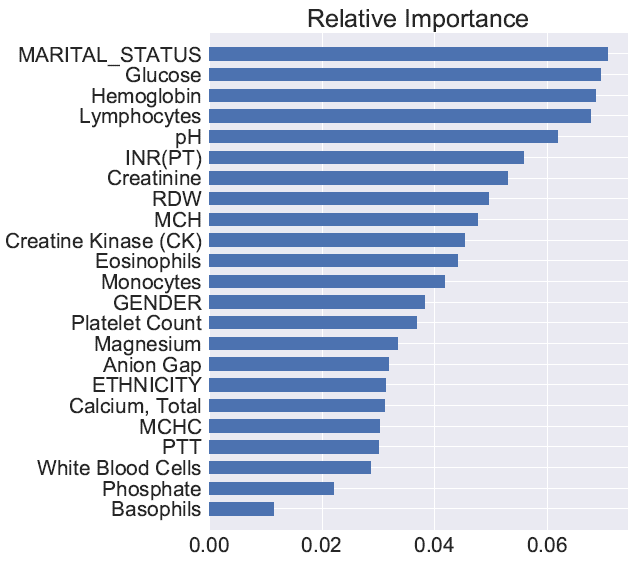 Relative Importance
MARITAL_STATUS
Glucose
Hemoglobin
Lymphocytes
pH
INR(PT)
Creatinine
RDW
MCH
Creatine Kinase (CK)
Eosinophils
Monocytes
GENDER
Platelet Count
Magnesium
Anion Gap
ETHNICITY
Calcium, Total
MCHC
PTT
White Blood Cells
Phosphate
Basophils
0.00 0.02 0.04 0.06